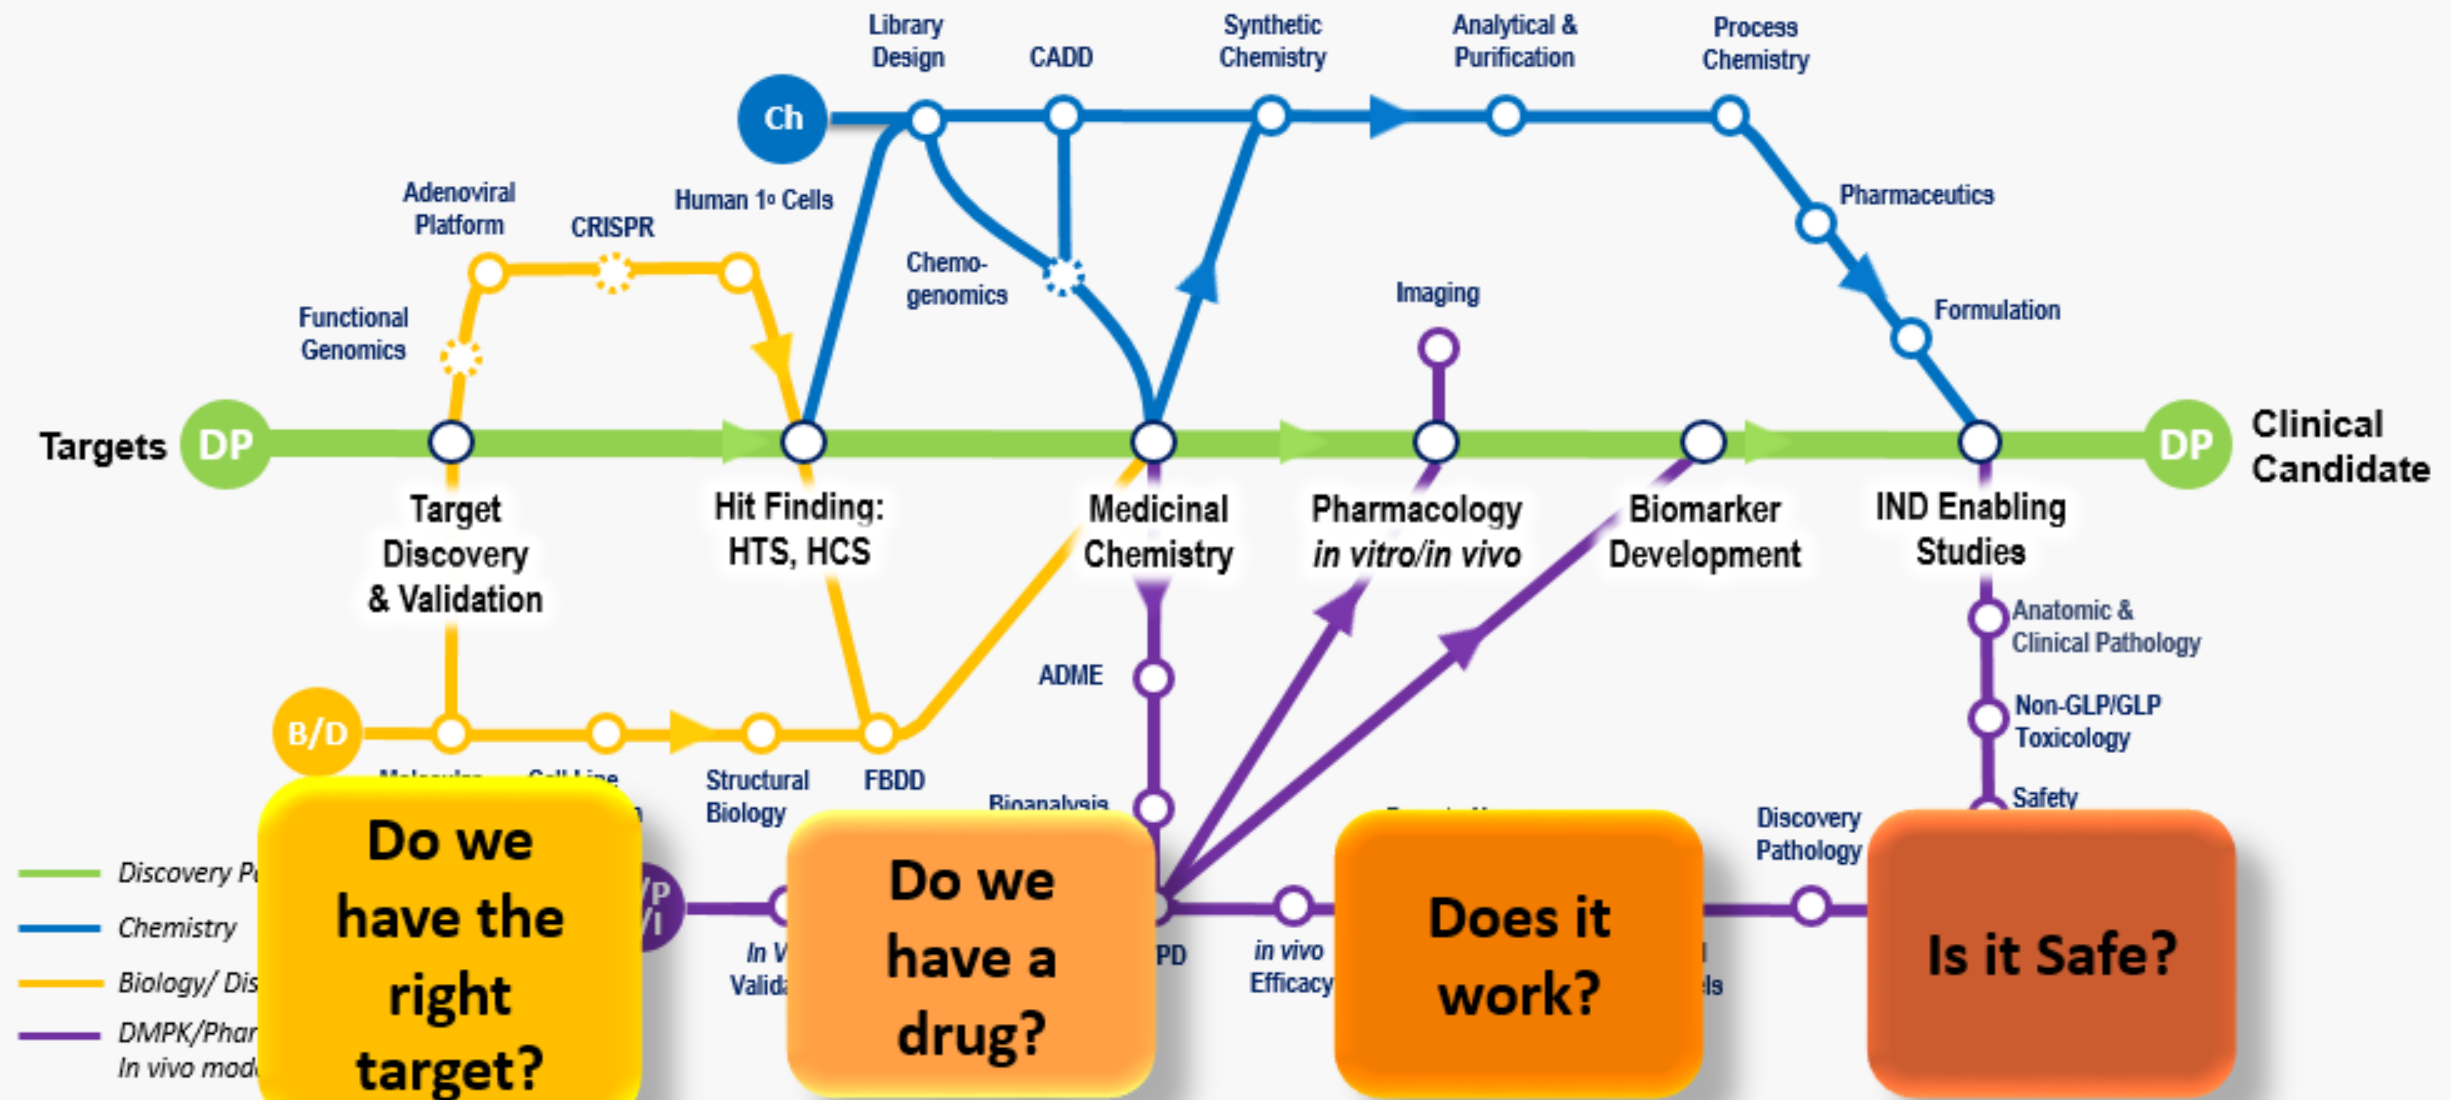 Library
Design
CADD
Synthetic
Chemistry
Analytical &
Purification
Process
Chemistry
Ch
Adenoviral
Platform
CRISPR
Human 1º Cells
Pharmaceutics
Functional
Genomics
Chemo-
genomics
Imaging
Formulation
Targets
DP
DP
Clinical
Candidate
Target
Discovery
& Validation
Hit Finding:
HTS, HCS
Medicinal
Chemistry
Pharmacology
in vitro/in vivo
Biomarker
Development
IND Enabling
Studies
Anatomic &
Clinical Pathology
ADME
Non-GLP/GLP
Toxicology
B/D
Structural
Biology
FBDD
Bioanalysis
Safety
Discovery
Pathology
Discovery
Chemistry
Biology/
DMPK/
In vivo
/P
/I
In
PD
in vivo
Efficacy
Do we
have the
right
target?
Do we
have a
drug?
Does it
work?
Is it Safe?